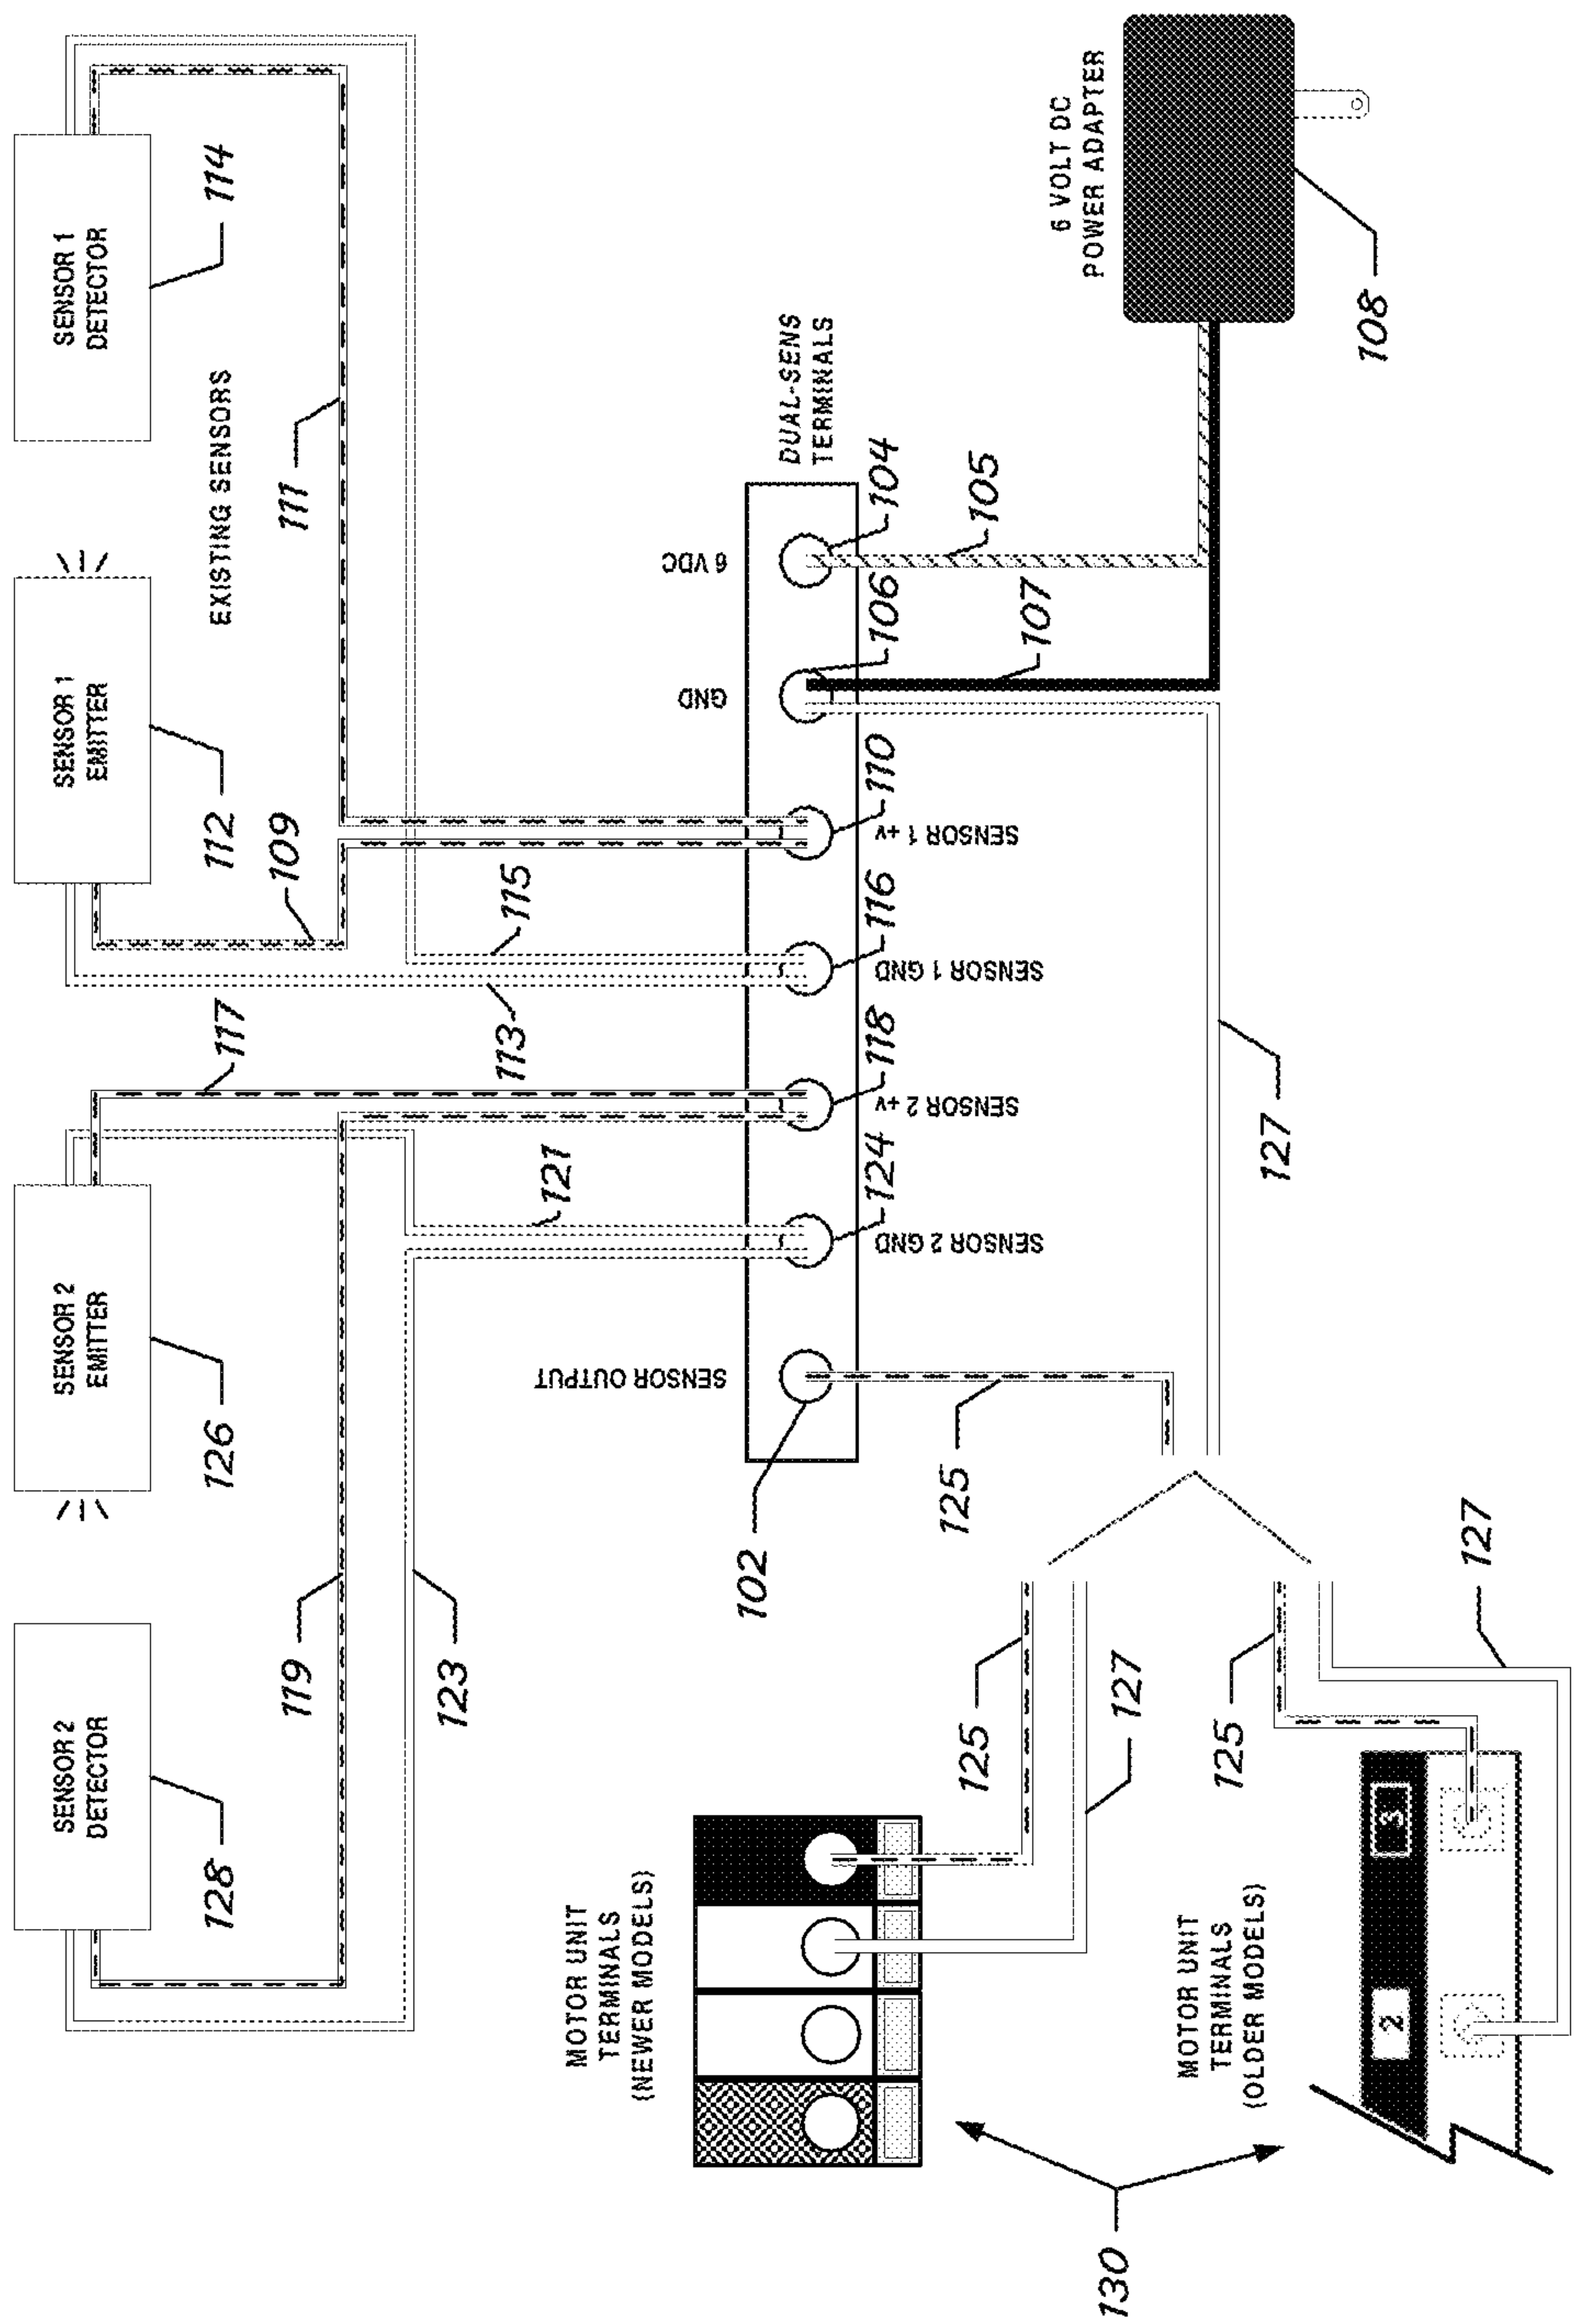 SENSOR 2
DETECTOR
128
SENSOR 2
EMITTER
126
SENSOR 1
EMITTER
112
SENSOR 1
DETECTOR
114
EXISTING SENSORS
119
123
117
121
109
113
115
111
SENSOR OUTPUT
GND
6 VDC
DUAL-SENS
TERMINALS
102
SENSOR 2 GND
124
SENSOR 2 +v
118
SENSOR 1 GND
116
SENSOR 1 +v
110
106
104
125
107
105
MOTOR UNIT
TERMINALS
(NEWER MODELS)
125
127
127
6 VOLT DC
POWER ADAPTER
108
MOTOR UNIT
TERMINALS
(OLDER MODELS)
125
127
2
3
130